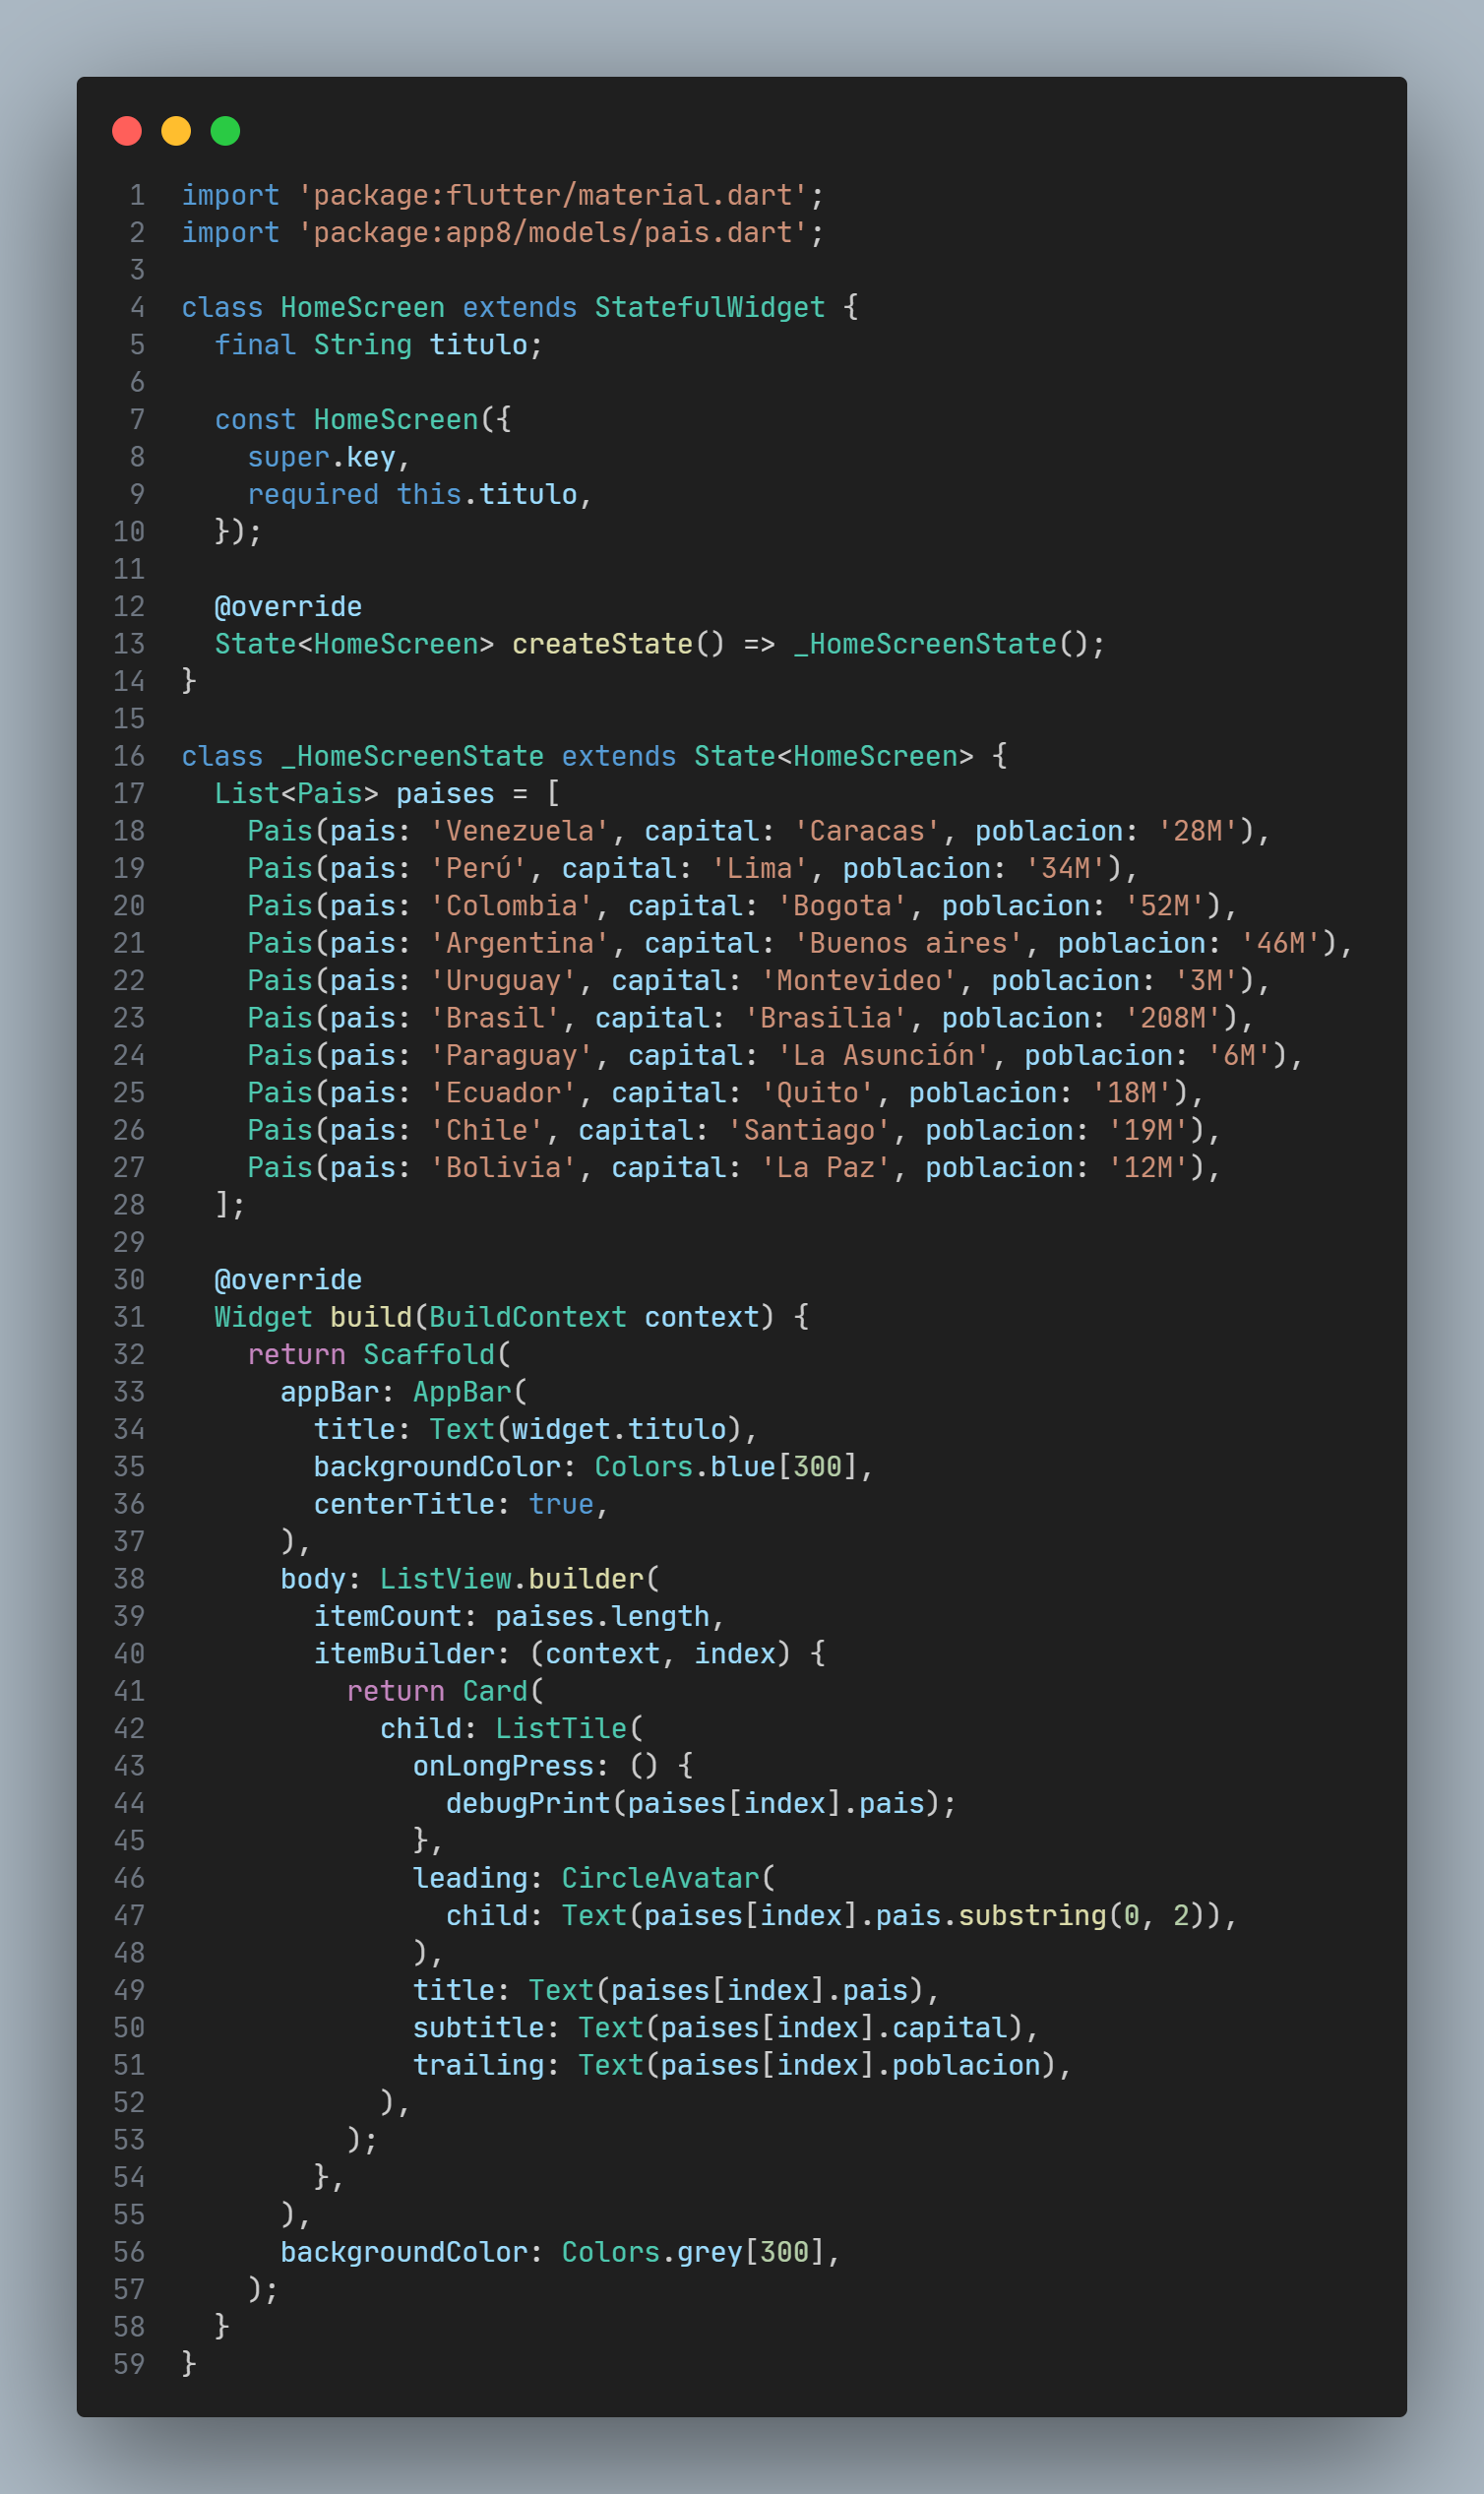 1 import 'package:flutter/material.dart';
2 import 'package:app8/models/pais.dart';
3
4 class HomeScreen extends StatefulWidget {
5   final String titulo;
6
7   const HomeScreen({
8     super.key,
9     required this.titulo,
10   });
11
12   @override
13   State<HomeScreen> createState() => _HomeScreenState();
14 }
15
16 class _HomeScreenState extends State<HomeScreen> {
17   List<Pais> paises = [
18     Pais(pais: 'Venezuela', capital: 'Caracas', poblacion: '28M'),
19     Pais(pais: 'Perú', capital: 'Lima', poblacion: '34M'),
20     Pais(pais: 'Colombia', capital: 'Bogota', poblacion: '52M'),
21     Pais(pais: 'Argentina', capital: 'Buenos aires', poblacion: '46M'),
22     Pais(pais: 'Uruguay', capital: 'Montevideo', poblacion: '3M'),
23     Pais(pais: 'Brasil', capital: 'Brasilia', poblacion: '208M'),
24     Pais(pais: 'Paraguay', capital: 'La Asunción', poblacion: '6M'),
25     Pais(pais: 'Ecuador', capital: 'Quito', poblacion: '18M'),
26     Pais(pais: 'Chile', capital: 'Santiago', poblacion: '19M'),
27     Pais(pais: 'Bolivia', capital: 'La Paz', poblacion: '12M'),
28   ];
29
30   @override
31   Widget build(BuildContext context) {
32     return Scaffold(
33       appBar: AppBar(
34         title: Text(widget.titulo),
35         backgroundColor: Colors.blue[300],
36         centerTitle: true,
37       ),
38       body: ListView.builder(
39         itemCount: paises.length,
40         itemBuilder: (context, index) {
41           return Card(
42             child: ListTile(
43               onLongPress: () {
44                 debugPrint(paises[index].pais);
45               },
46               leading: CircleAvatar(
47                 child: Text(paises[index].pais.substring(0, 2)),
48               ),
49               title: Text(paises[index].pais),
50               subtitle: Text(paises[index].capital),
51               trailing: Text(paises[index].poblacion),
52             ),
53           );
54         },
55       ),
56       backgroundColor: Colors.grey[300],
57     );
58   }
59 }